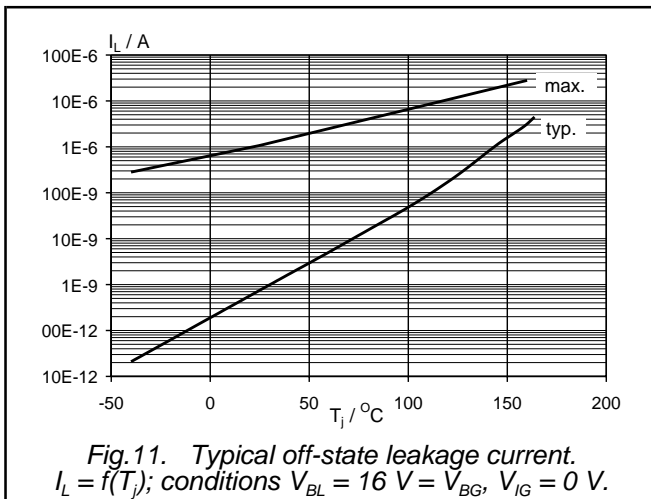 I_L / A
100E-6
10E-6
max.
typ.
1E-6
100E-9
10E-9
1E-9
00E-12
10E-12
-50 0 50 100 150 200
T_j / °C
Fig.11. Typical off-state leakage current.
I_L = f(T_j); conditions V_BL = 16 V = V_BG, V_IG = 0 V.